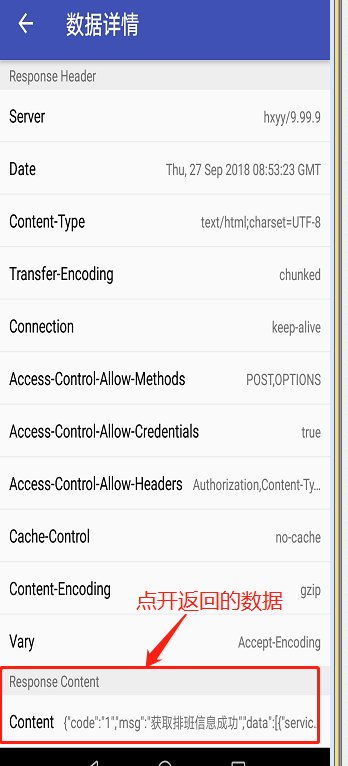 数据详情
Response Header
Server hxyy/9.99.9
Date Thu, 27 Sep 2018 08:53:23 GMT
Content-Type text/html;charset=UTF-8
Transfer-Encoding chunked
Connection keep-alive
Access-Control-Allow-Methods POST,OPTIONS
Access-Control-Allow-Credentials true
Access-Control-Allow-Headers Authorization,Content-Ty...
Cache-Control no-cache
Content-Encoding gzip
点开返回的数据
Vary Accept-Encoding
Response Content
Content {"code":"1","msg":"获取排班信息成功","data":[{"servic...